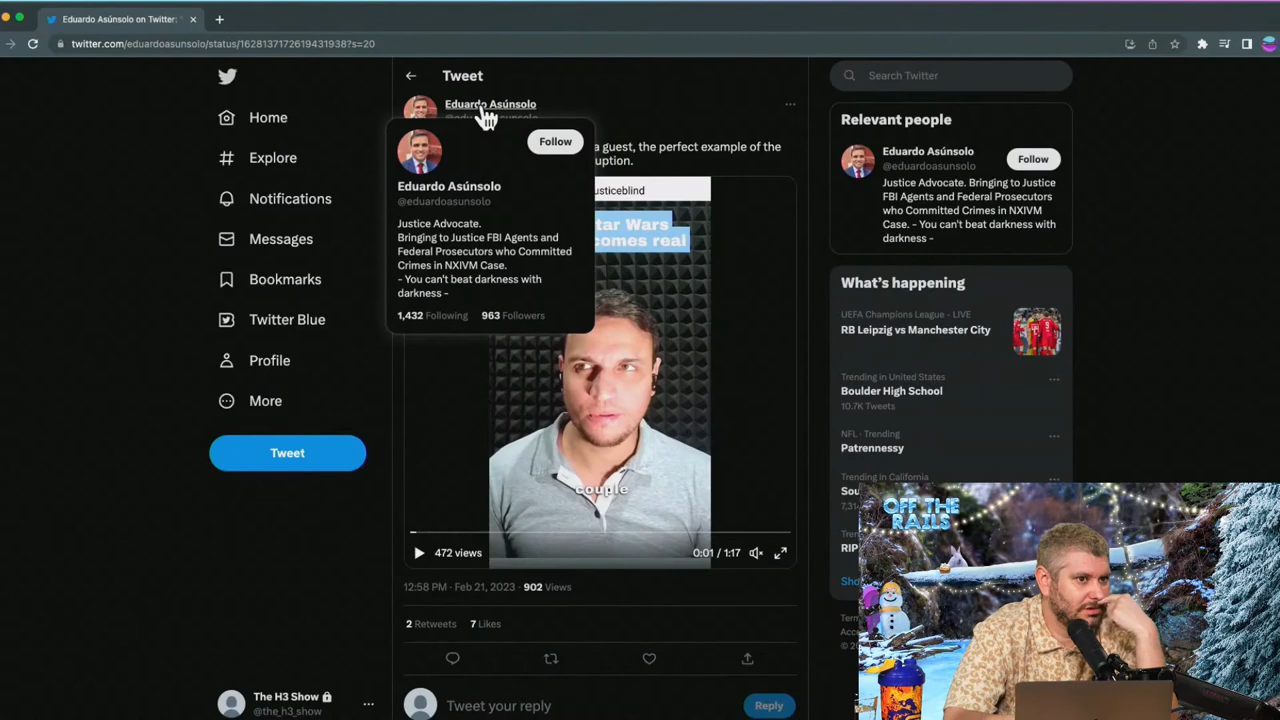 Eduardo Asúnsolo on Twitter: "
twitter.com/eduardoasunsolo/status/1628137172619431938?s=20
Home
Explore
Notifications
Messages
Bookmarks
Twitter Blue
Profile
More
Tweet
The H3 Show
@the_h3_show
Tweet
Eduardo Asúnsolo
a guest, the perfect example of the
Follow
Eduardo Asúnsolo
@eduardoasunsolo
Justice Advocate.
Bringing to Justice FBI Agents and
Federal Prosecutors who Committed
Crimes in NXIVM Case.
- You can't beat darkness with
darkness -
1,432 Following 963 Followers
couple
472 views
0:01 / 1:17
12:58 PM · Feb 21, 2023 · 902 Views
2 Retweets 7 Likes
Tweet your reply
Reply
Search Twitter
Relevant people
Eduardo Asúnsolo
@eduardoasunsolo
Follow
Justice Advocate. Bringing to Justice
FBI Agents and Federal Prosecutors
who Committed Crimes in NXIVM
Case. - You can't beat darkness with
darkness -
What's happening
UEFA Champions League · LIVE
RB Leipzig vs Manchester City
Trending in United States
Boulder High School
10.7K Tweets
NFL · Trending
Patrennessy
Trending in California
OFF THE
RAILS